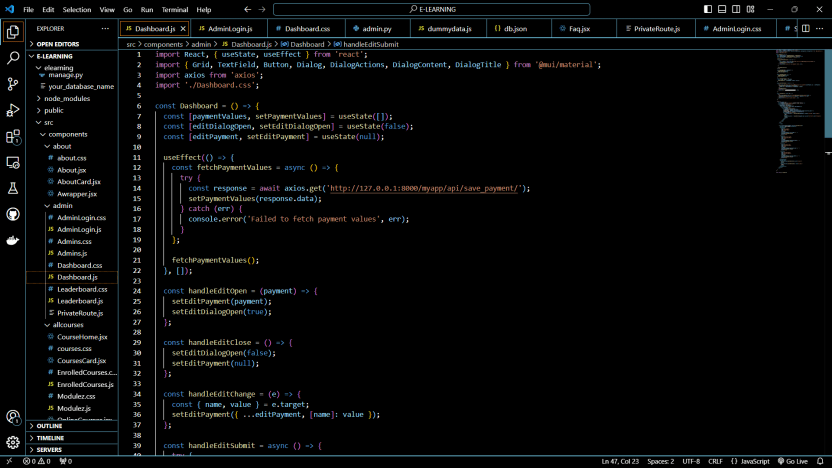 File Edit Selection View Go Run Terminal Help
E-LEARNING
EXPLORER
OPEN EDITORS
E-LEARNING
elearning
manage.py
your_database_name
node_modules
public
src
components
about
# about.css
About.jsx
AboutCard.jsx
Awrapper.jsx
admin
# AdminLogin.css
JS AdminLogin.js
# Admins.css
JS Admins.js
# Dashboard.css
JS Dashboard.js
# Leaderboard.css
JS Leaderboard.js
PrivateRoute.js
allcourses
CourseHome.jsx
# courses.css
CoursesCard.jsx
# EnrolledCourses.c...
JS EnrolledCourses.js
# Modulez.css
JS Modulez.js
OUTLINE
TIMELINE
SERVERS
JS Dashboard.js
JS AdminLogin.js
# Dashboard.css
admin.py
JS dummydata.js
{} db.json
Faq.jsx
PrivateRoute.js
# AdminLogin.css
src > components > admin > JS Dashboard.js > Dashboard > handleEditSubmit
1 import React, { useState, useEffect } from 'react';
2 import { Grid, TextField, Button, Dialog, DialogActions, DialogContent, DialogTitle } from '@mui/material';
3 import axios from 'axios';
4 import './Dashboard.css';
5
6 const Dashboard = () => {
7 const [paymentValues, setPaymentValues] = useState([]);
8 const [editDialogOpen, setEditDialogOpen] = useState(false);
9 const [editPayment, setEditPayment] = useState(null);
10
11 useEffect(() => {
12 const fetchPaymentValues = async () => {
13 try {
14 const response = await axios.get('http://127.0.0.1:8000/myapp/api/save_payment/');
15 setPaymentValues(response.data);
16 } catch (err) {
17 console.error('Failed to fetch payment values', err);
18 }
19 };
20
21 fetchPaymentValues();
22 }, []);
23
24 const handleEditOpen = (payment) => {
25 setEditPayment(payment);
26 setEditDialogOpen(true);
27 };
28
29 const handleEditClose = () => {
30 setEditDialogOpen(false);
31 setEditPayment(null);
32 };
33
34 const handleEditChange = (e) => {
35 const { name, value } = e.target;
36 setEditPayment({ ...editPayment, [name]: value });
37 };
38
39 const handleEditSubmit = async () => {
40 try {
0 0 0 Ln 47, Col 23 Spaces: 2 UTF-8 CRLF {} JavaScript Go Live